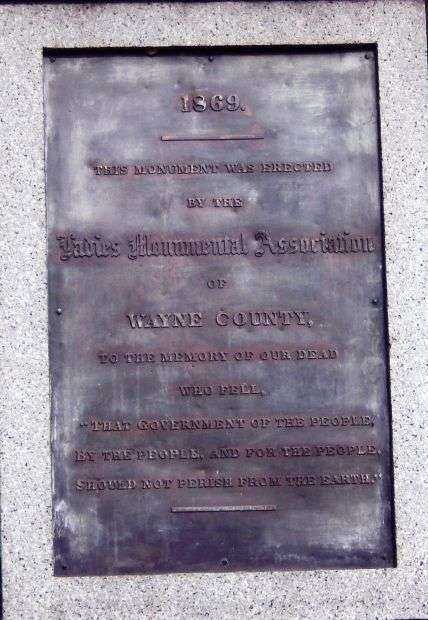 1869.
THIS MONUMENT WAS ERECTED
BY THE
Ladies Monumental Association
OF
WAYNE COUNTY,
TO THE MEMORY OF OUR DEAD
WHO FELL,
"THAT GOVERNMENT OF THE PEOPLE,
BY THE PEOPLE, AND FOR THE PEOPLE,
SHOULD NOT PERISH FROM THE EARTH."